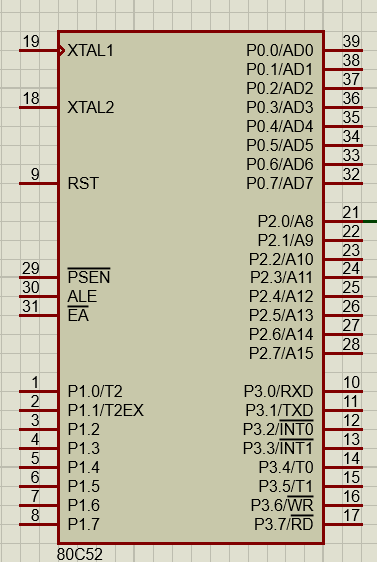 19 XTAL1 P0.0/AD0 39
P0.1/AD1 38
P0.2/AD2 37
18 XTAL2 P0.3/AD3 36
P0.4/AD4 35
P0.5/AD5 34
P0.6/AD6 33
9 RST P0.7/AD7 32
P2.0/A8 21
P2.1/A9 22
P2.2/A10 23
29 PSEN P2.3/A11 24
30 ALE P2.4/A12 25
31 EA P2.5/A13 26
P2.6/A14 27
P2.7/A15 28
1 P1.0/T2 P3.0/RXD 10
2 P1.1/T2EX P3.1/TXD 11
3 P1.2 P3.2/INT0 12
4 P1.3 P3.3/INT1 13
5 P1.4 P3.4/T0 14
6 P1.5 P3.5/T1 15
7 P1.6 P3.6/WR 16
8 P1.7 P3.7/RD 17
80C52